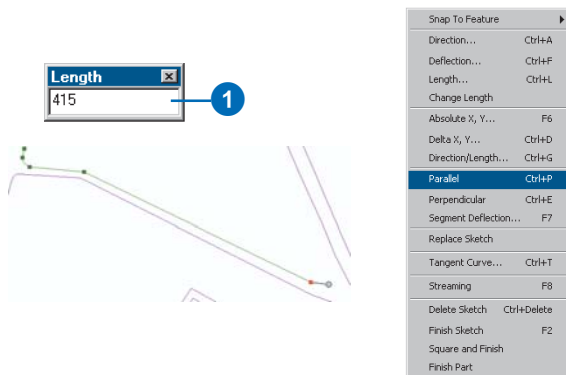 Length
415
1
Snap To Feature
Direction... Ctrl+A
Deflection... Ctrl+F
Length... Ctrl+L
Change Length
Absolute X, Y... F6
Delta X, Y... Ctrl+D
Direction/Length... Ctrl+G
Parallel Ctrl+P
Perpendicular Ctrl+E
Segment Deflection... F7
Replace Sketch
Tangent Curve... Ctrl+T
Streaming F8
Delete Sketch Ctrl+Delete
Finish Sketch F2
Square and Finish
Finish Part